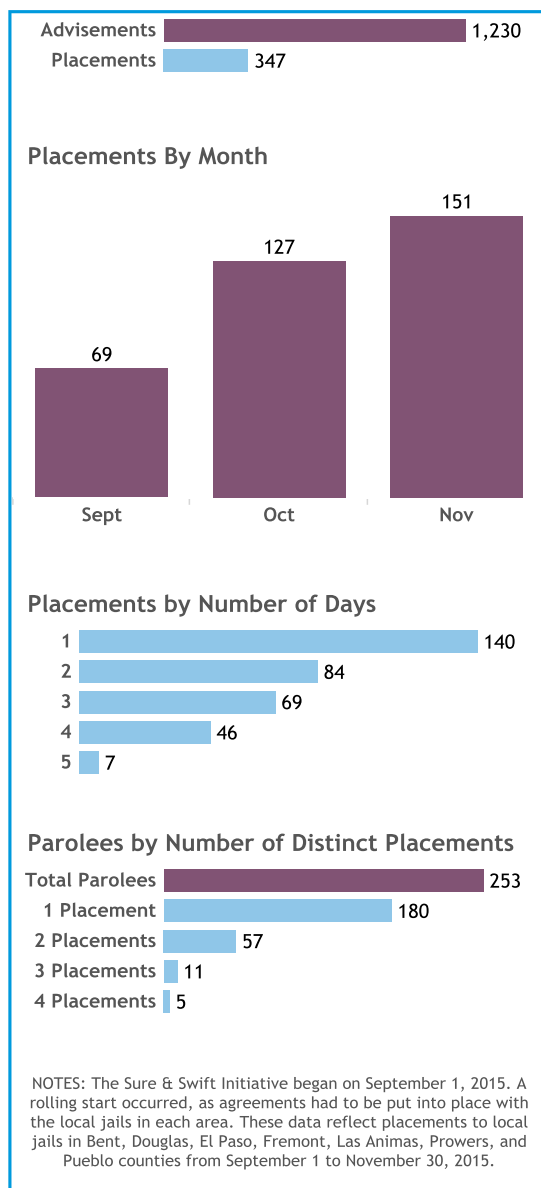 Advisements 1,230
Placements 347
Placements By Month
69 127 151
Sept Oct Nov
Placements by Number of Days
1 140
2 84
3 69
4 46
5 7
Parolees by Number of Distinct Placements
Total Parolees 253
1 Placement 180
2 Placements 57
3 Placements 11
4 Placements 5
NOTES: The Sure & Swift Initiative began on September 1, 2015. A
rolling start occurred, as agreements had to be put into place with
the local jails in each area. These data reflect placements to local
jails in Bent, Douglas, El Paso, Fremont, Las Animas, Prowers, and
Pueblo counties from September 1 to November 30, 2015.